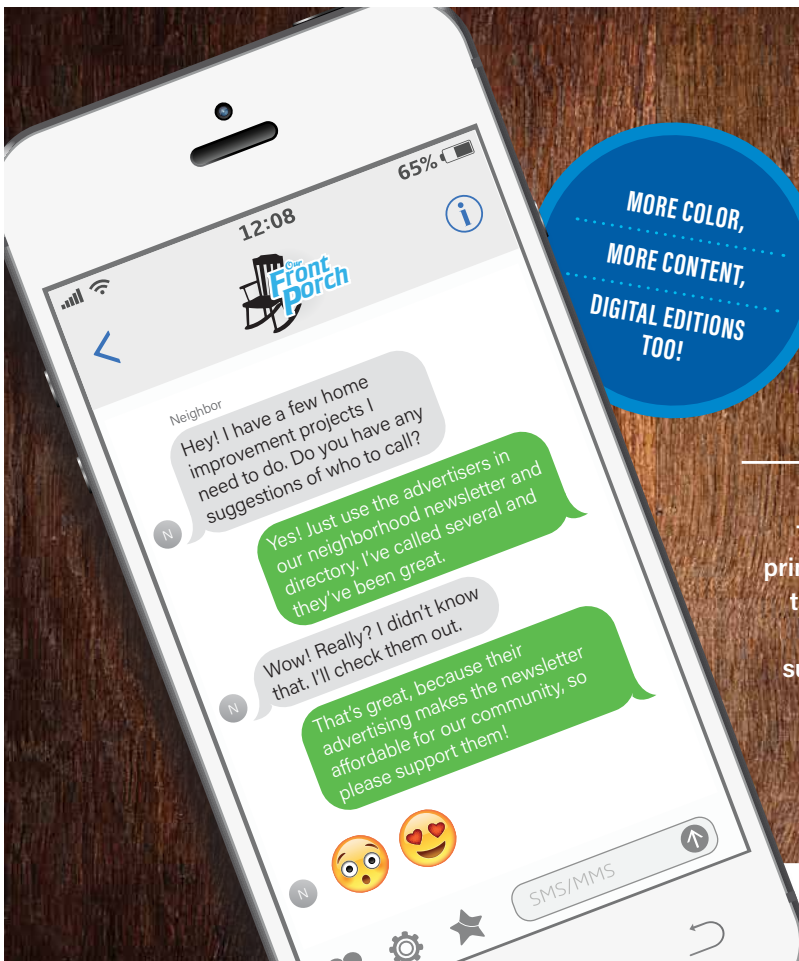 65%
12:08
Our
Front
Porch
MORE COLOR,
MORE CONTENT,
DIGITAL EDITIONS
TOO!
Neighbor
Hey! I have a few home
improvement projects I
need to do. Do you have any
suggestions of who to call?
N
Yes! Just use the advertisers in
our neighborhood newsletter and
directory. I've called several and
they've been great.
Wow! Really? I didn't know
that. I'll check them out.
N
That's great, because their
advertising makes the newsletter
affordable for our community, so
please support them!
N
SMS/MMS